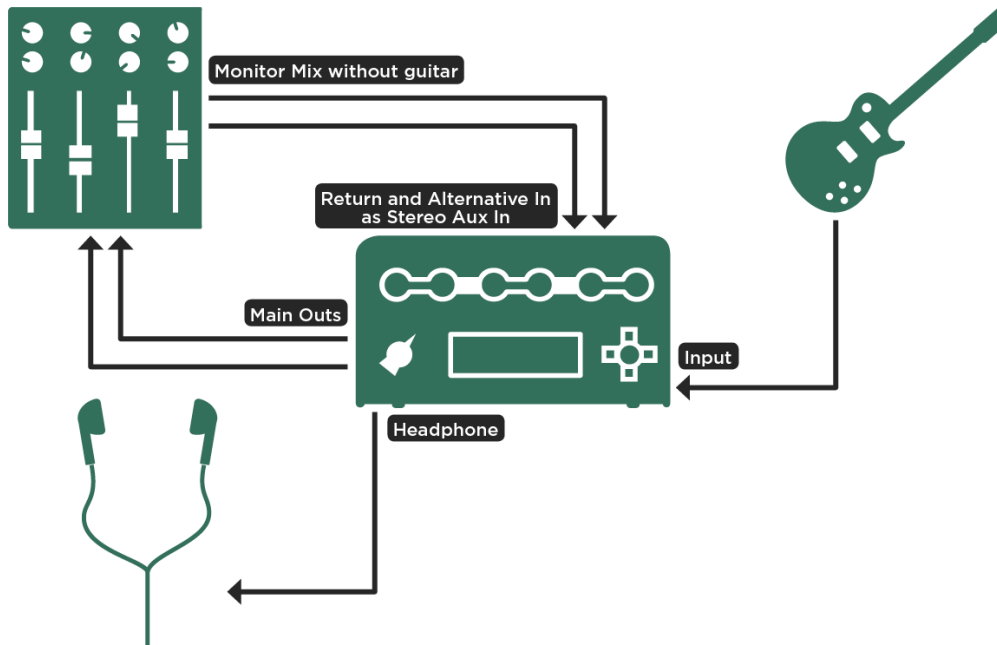 Monitor Mix without guitar
Return and Alternative In
as Stereo Aux In
Main Outs
Input
Headphone